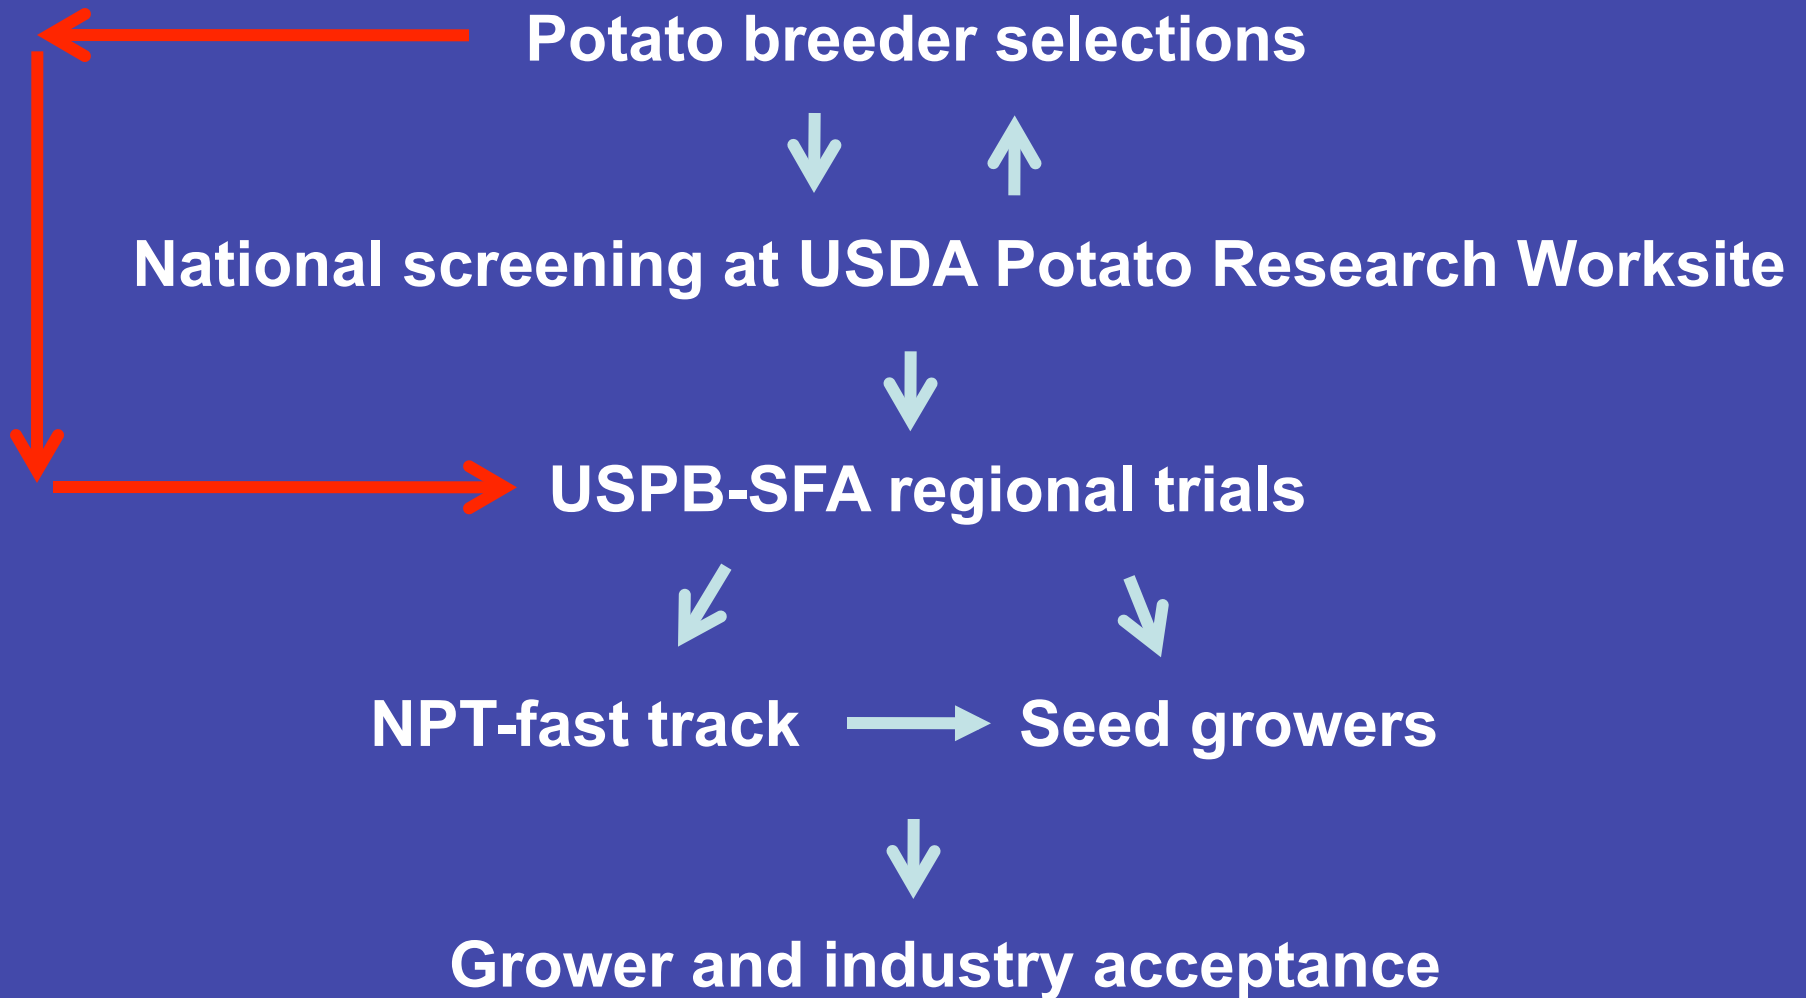 Potato breeder selections
National screening at USDA Potato Research Worksite
USPB-SFA regional trials
NPT-fast track
Seed growers
Grower and industry acceptance